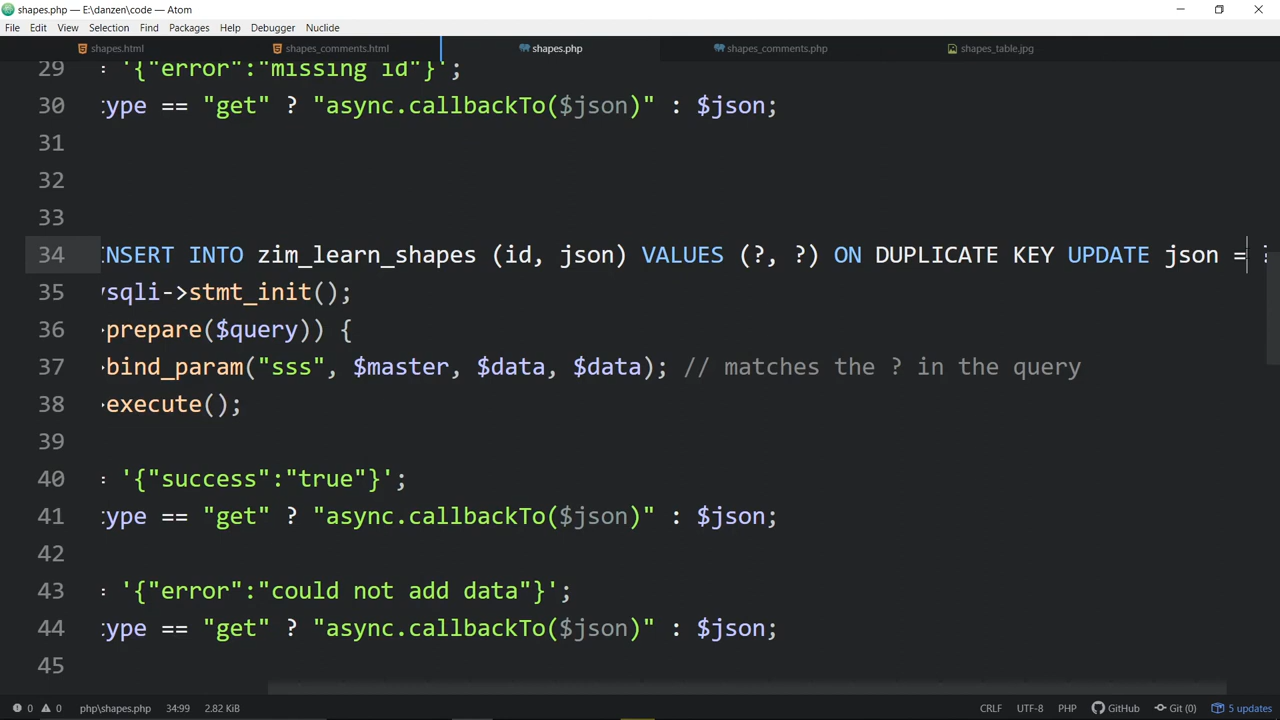 shapes.php — E:\danzen\code — Atom
File Edit View Selection Find Packages Help Debugger Nuclide
shapes.html shapes_comments.html shapes.php shapes_comments.php shapes_table.jpg
29 = '{"error":"missing id"}';
30 type == "get" ? "async.callbackTo($json)" : $json;
31
32
33
34 INSERT INTO zim_learn_shapes (id, json) VALUES (?, ?) ON DUPLICATE KEY UPDATE json = ?
35 ysqli->stmt_init();
36 >prepare($query)) {
37 >bind_param("sss", $master, $data, $data); // matches the ? in the query
38 >execute();
39
40 = '{"success":"true"}';
41 type == "get" ? "async.callbackTo($json)" : $json;
42
43 = '{"error":"could not add data"}';
44 type == "get" ? "async.callbackTo($json)" : $json;
45
0 0 php\shapes.php 34:99 2.82 KiB CRLF UTF-8 PHP GitHub Git (0) 5 updates